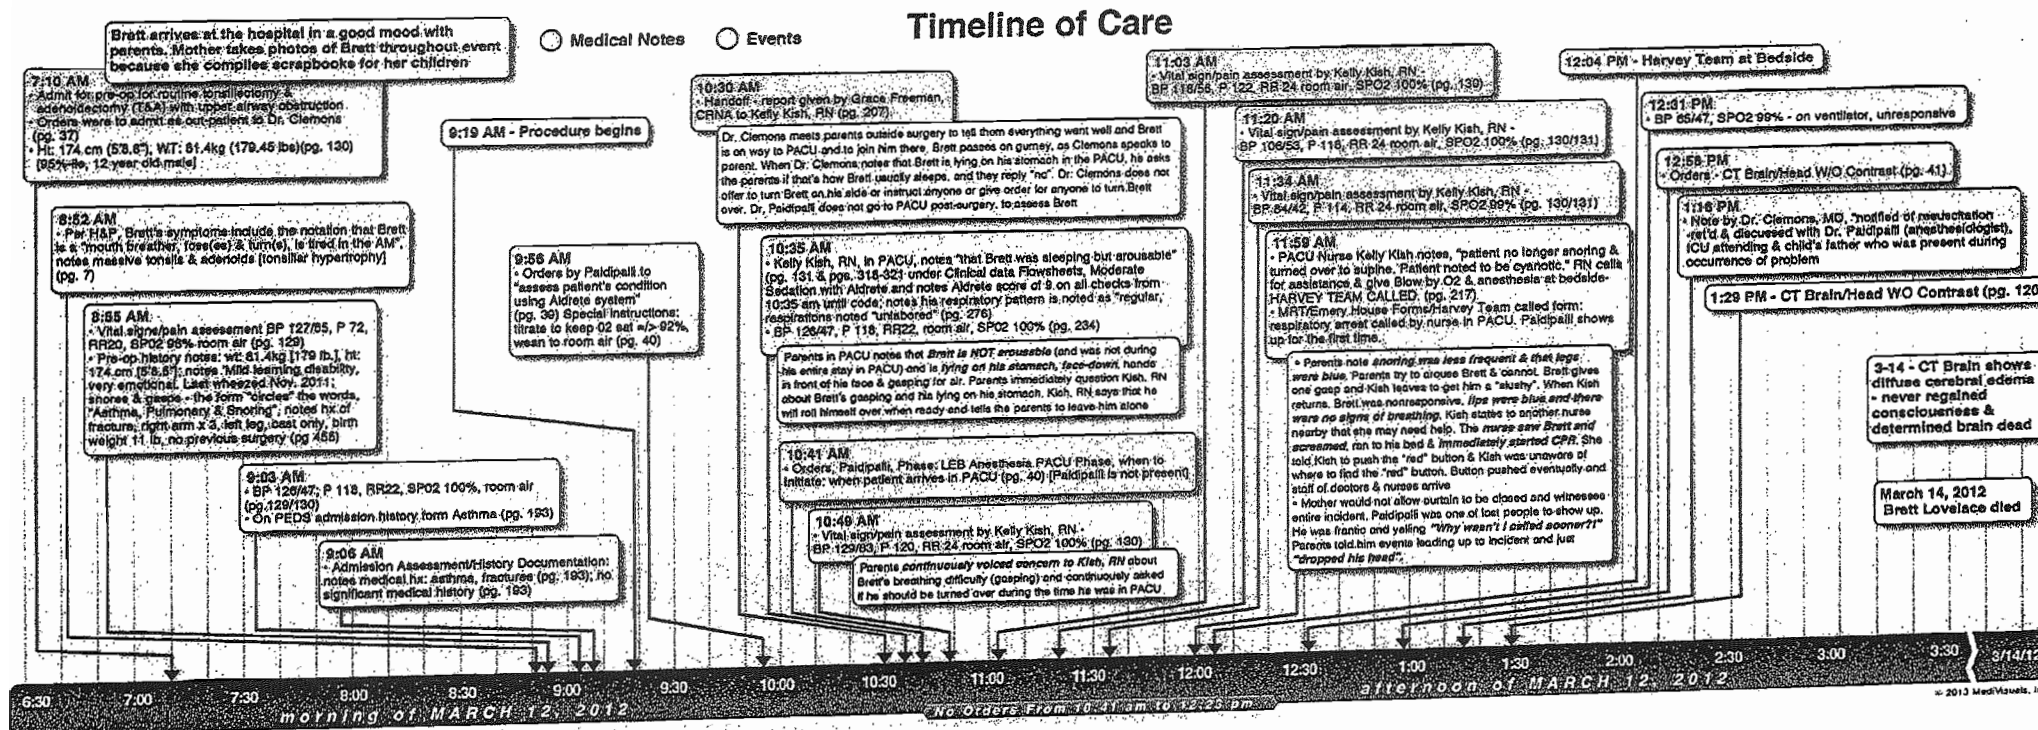 Timeline of Care
Medical Notes
Events
Brett arrives at the hospital in a good mood with
parents. Mother takes photos of Brett throughout event
because she compiles scrapbooks for her children
7:10 AM
- Admit for pre-op for routine tonsillectomy &
adenoidectomy (T&A) with upper airway obstruction
- Orders were to admit as out-patient to Dr. Clemons
(pg. 37)
- Ht: 174 cm (5'8.6"); WT: 81.4kg (179.45 lbs)(pg. 130)
[95%-ile, 12 year old male]
8:52 AM
- Per H&P, Brett's symptoms include the notation that Brett
is a "mouth breather, toss(es) & turn(s), is tired in the AM",
notes massive tonsils & adenoids [tonsillar hypertrophy]
(pg. 7)
8:55 AM
- Vital signs/pain assessment BP 127/65, P 72,
RR20, SPO2 98% room air (pg. 129)
- Pre-op history notes: wt: 81.4kg [179 lb.], ht:
174 cm [5'8.5"]; notes "Mild learning disability,
very emotional. Last wheezed Nov. 2011;
snores & gasps - the form "circles" the words,
"Asthma, Pulmonary & Snoring"; notes hx of
fracture, right arm x 3, left leg, cast only, birth
weight 11 lb, no previous surgery (pg 456)
9:03 AM
- BP 126/47; P 118, RR22, SP02 100%, room air
(pg.129/130)
- On PEDS admission history form Asthma (pg. 193)
9:06 AM
- Admission Assessment/History Documentation:
notes medical hx: asthma, fractures (pg. 193); no
significant medical history (pg. 193)
9:19 AM - Procedure begins
9:56 AM
- Orders by Paidipalli to
"assess patient's condition
using Aldrete system"
(pg. 39) Special instructions:
titrate to keep 02 sat =/> 92%,
wean to room air (pg. 40)
10:30 AM
- Handoff - report given by Grace Freeman,
CRNA to Kelly Kish, RN (pg. 207)
Dr. Clemons meets parents outside surgery to tell them everything went well and Brett
is on way to PACU and to join him there, Brett passes on gurney, as Clemons speaks to
parent. When Dr. Clemons notes that Brett is lying on his stomach in the PACU, he asks
the parents if that's how Brett usually sleeps, and they reply "no". Dr. Clemons does not
offer to turn Brett on his side or instruct anyone or give order for anyone to turn Brett
over. Dr. Paidipalli does not go to PACU post-surgery, to assess Brett
10:35 AM
- Kelly Kish, RN, in PACU, notes "that Brett was sleeping but arousable"
(pg. 131 & pgs. 318-321 under Clinical data Flowsheets, Moderate
Sedation with Aldrete and notes Aldrete score of 9 on all checks from
10:35 am until code; notes his respiratory pattern is noted as "regular,
respirations noted "unlabored" (pg. 276)
- BP 126/47, P 118, RR22, room air, SP02 100% (pg. 234)
Parents in PACU notes that Brett is NOT arousable (and was not during
his entire stay in PACU) and is lying on his stomach, face-down, hands
in front of his face & gasping for air. Parents immediately question Kish, RN
about Brett's gasping and his lying on his stomach. Kish, RN says that he
will roll himself over when ready and tells the parents to leave him alone
10:41 AM
- Orders, Paidipalli, Phase: LEB Anesthesia PACU Phase, when to
initiate: when patient arrives in PACU (pg. 40) [Paidipalli is not present]
10:49 AM
- Vital sign/pain assessment by Kelly Kish, RN -
BP 129/83, P 120, RR 24 room air, SPO2 100% (pg. 130)
Parents continuously voiced concern to Kish, RN about
Brett's breathing difficulty (gasping) and continuously asked
if he should be turned over during the time he was in PACU
11:03 AM
- Vital sign/pain assessment by Kelly Kish, RN -
BP 118/56, P 122, RR 24 room air, SPO2 100% (pg. 130)
11:20 AM
- Vital sign/pain assessment by Kelly Kish, RN -
BP 106/53, P 118, RR 24 room air, SPO2 100% (pg. 130/131)
11:34 AM
- Vital sign/pain assessment by Kelly Kish, RN -
BP 84/42, P 114, RR 24 room air, SPO2 99% (pg. 130/131)
11:59 AM
- PACU Nurse Kelly Kish notes, "patient no longer snoring &
turned over to supine. Patient noted to be cyanotic." RN calls
for assistance & give Blow by O2 & anesthesia at bedside-
HARVEY TEAM CALLED. (pg. 217)
- MRT/Emery House Forms/Harvey Team called form:
respiratory arrest called by nurse in PACU. Paidipalli shows
up for the first time.
- Parents note snoring was less frequent & that legs
were blue. Parents try to arouse Brett & cannot. Brett gives
one gasp and Kish leaves to get him a "slushy". When Kish
returns, Brett was nonresponsive, lips were blue and there
were no signs of breathing. Kish states to another nurse
nearby that she may need help. The nurse saw Brett and
screamed, ran to his bed & immediately started CPR. She
told Kish to push the "red" button & Kish was unaware of
where to find the "red" button. Button pushed eventually and
staff of doctors & nurses arrive
- Mother would not allow curtain to be closed and witnesses
entire incident. Paidipalli was one of last people to show up.
He was frantic and yelling "Why wasn't I called sooner?!"
Parents told him events leading up to incident and just
"dropped his head".
12:04 PM - Harvey Team at Bedside
12:31 PM
- BP 65/47, SPO2 99% - on ventilator, unresponsive
12:58 PM
- Orders - CT Brain/Head W/O Contrast (pg. 41)
1:16 PM
- Note by Dr. Clemons, MD, "notified of resuscitation
ret'd & discussed with Dr. Paidipalli (anesthesiologist),
ICU attending & child's father who was present during
occurrence of problem
1:29 PM - CT Brain/Head WO Contrast (pg. 120
3-14 - CT Brain shows
diffuse cerebral edema
- never regained
consciousness &
determined brain dead
March 14, 2012
Brett Lovelace died
6:30 7:00 7:30 8:00 8:30 9:00 9:30 10:00 10:30 11:00 11:30 12:00 12:30 1:00 1:30 2:00 2:30 3:00 3:30 3/14/12
morning of MARCH 12, 2012
No Orders From 10:41 am to 12:23 pm
afternoon of MARCH 12, 2012
© 2013 MediVisuals, I